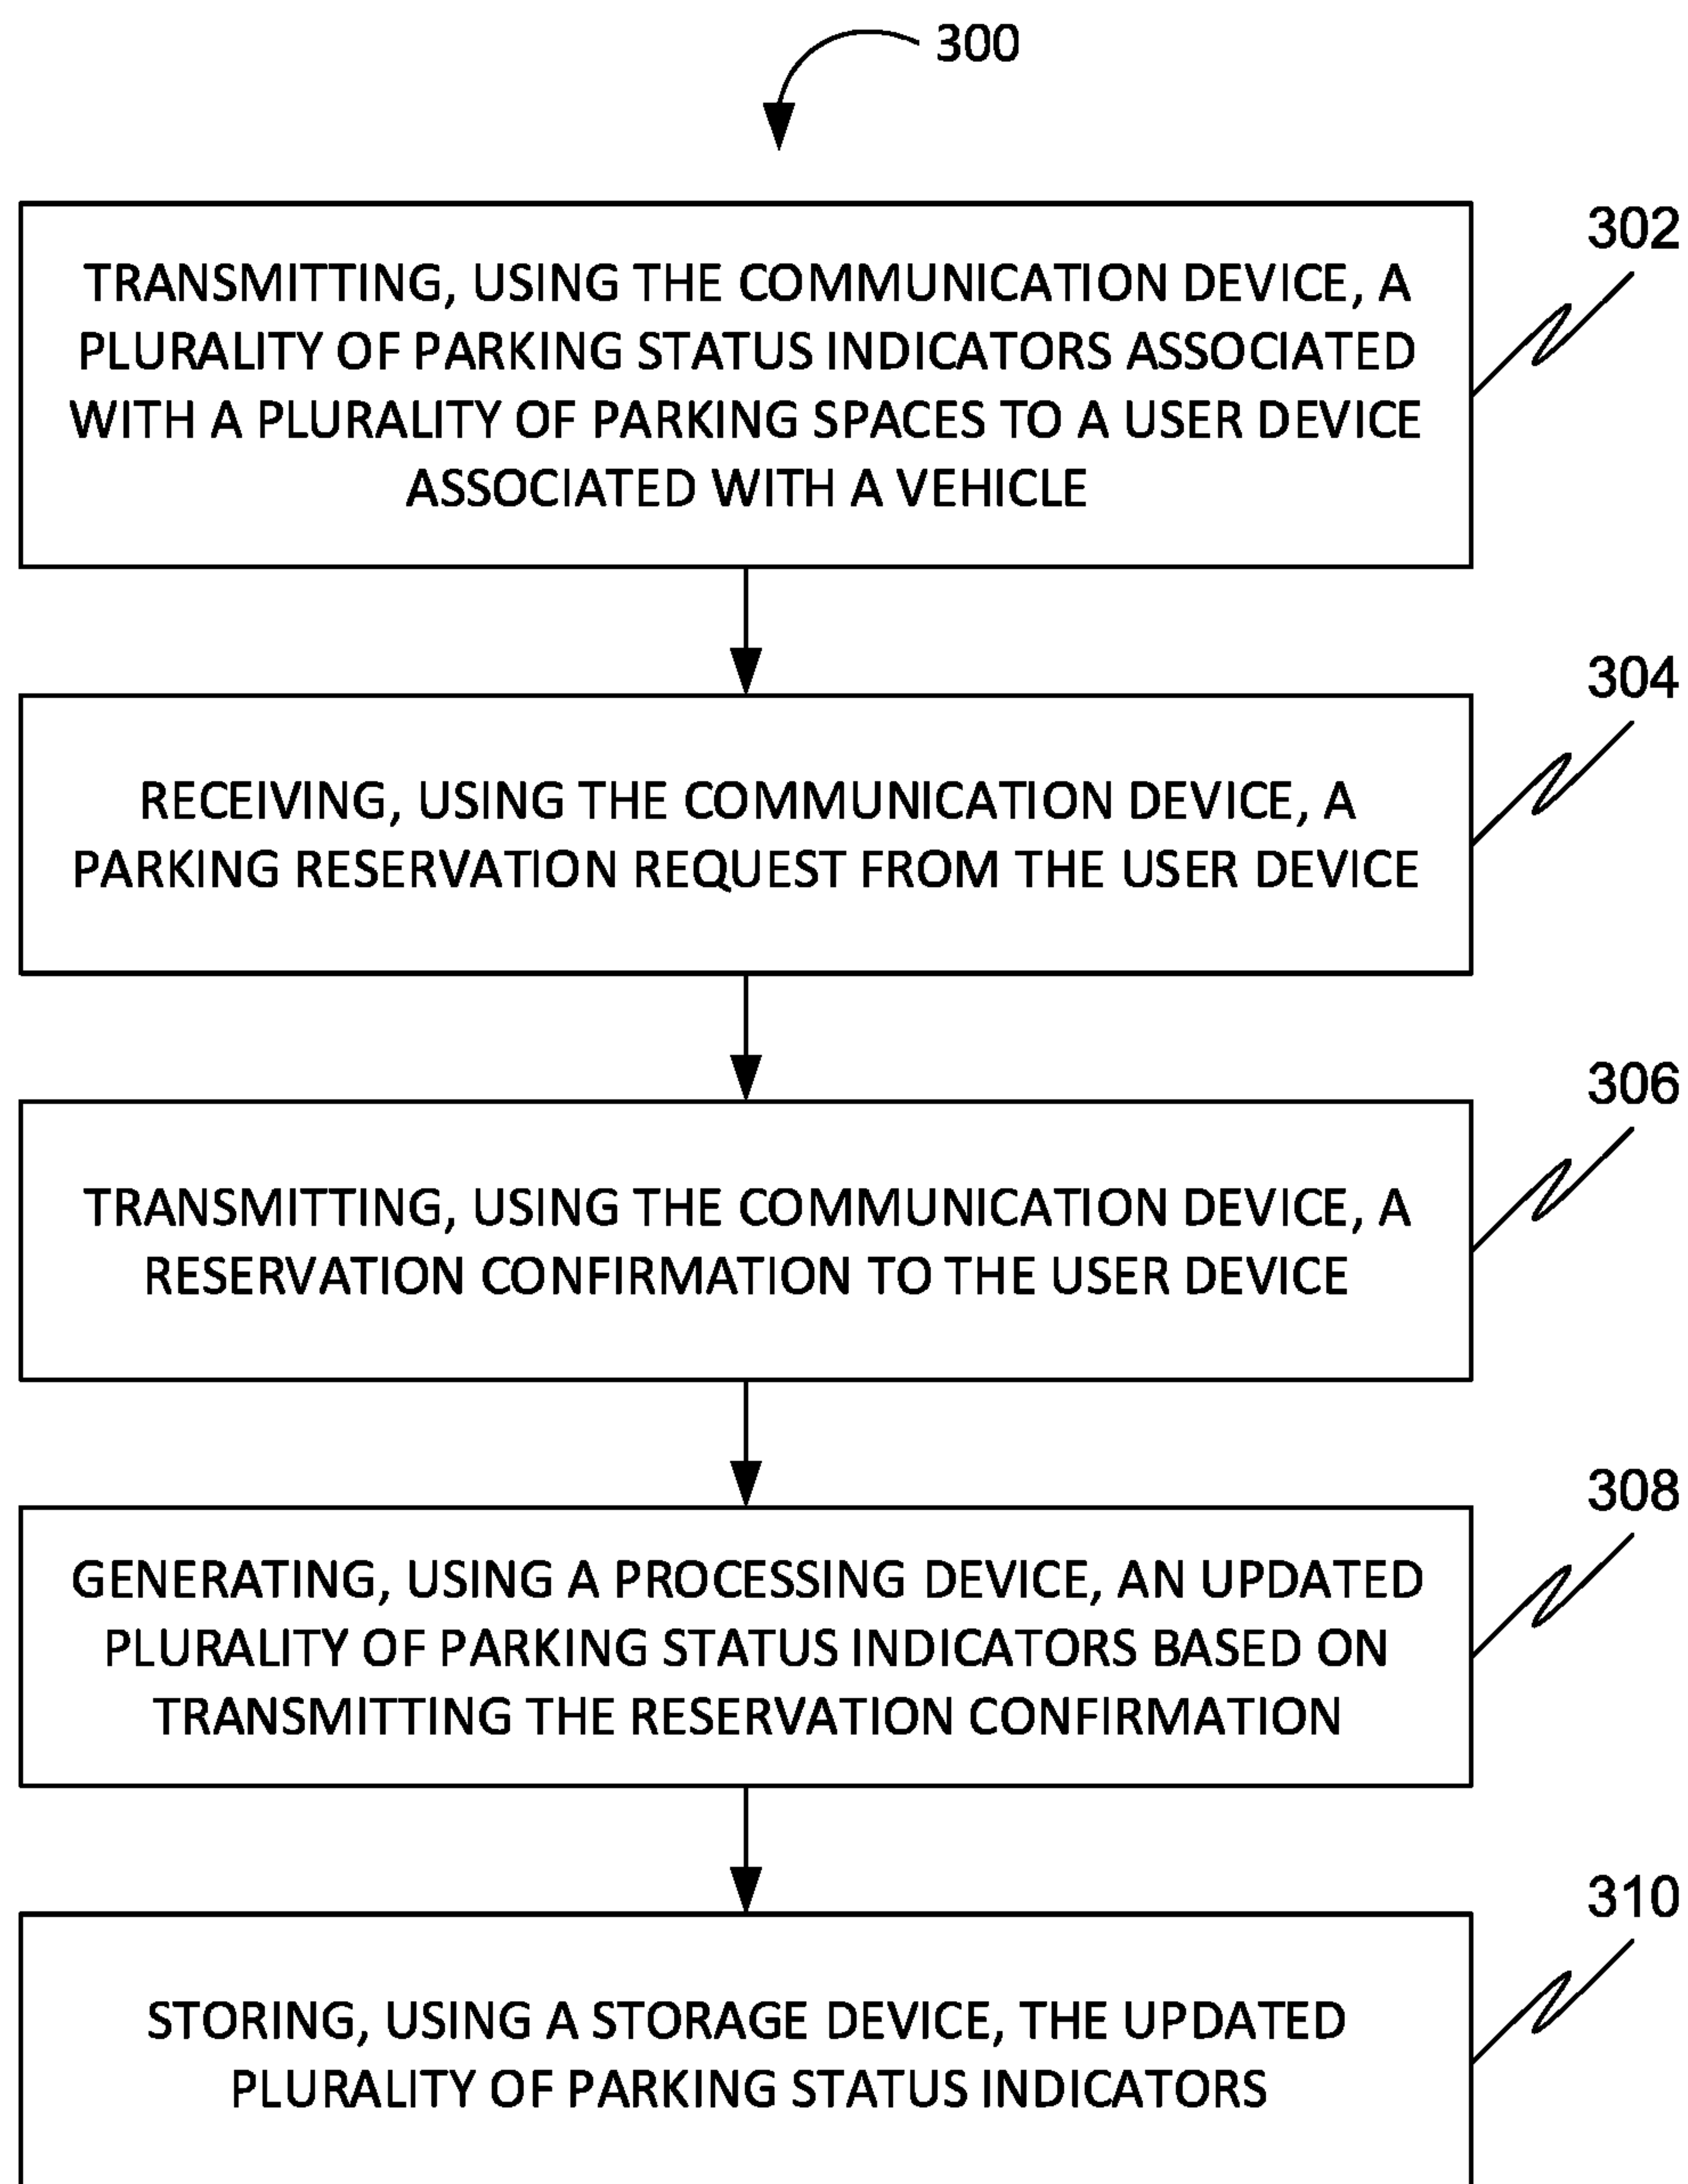 300
302
TRANSMITTING, USING THE COMMUNICATION DEVICE, A
PLURALITY OF PARKING STATUS INDICATORS ASSOCIATED
WITH A PLURALITY OF PARKING SPACES TO A USER DEVICE
ASSOCIATED WITH A VEHICLE
304
RECEIVING, USING THE COMMUNICATION DEVICE, A
PARKING RESERVATION REQUEST FROM THE USER DEVICE
306
TRANSMITTING, USING THE COMMUNICATION DEVICE, A
RESERVATION CONFIRMATION TO THE USER DEVICE
308
GENERATING, USING A PROCESSING DEVICE, AN UPDATED
PLURALITY OF PARKING STATUS INDICATORS BASED ON
TRANSMITTING THE RESERVATION CONFIRMATION
310
STORING, USING A STORAGE DEVICE, THE UPDATED
PLURALITY OF PARKING STATUS INDICATORS